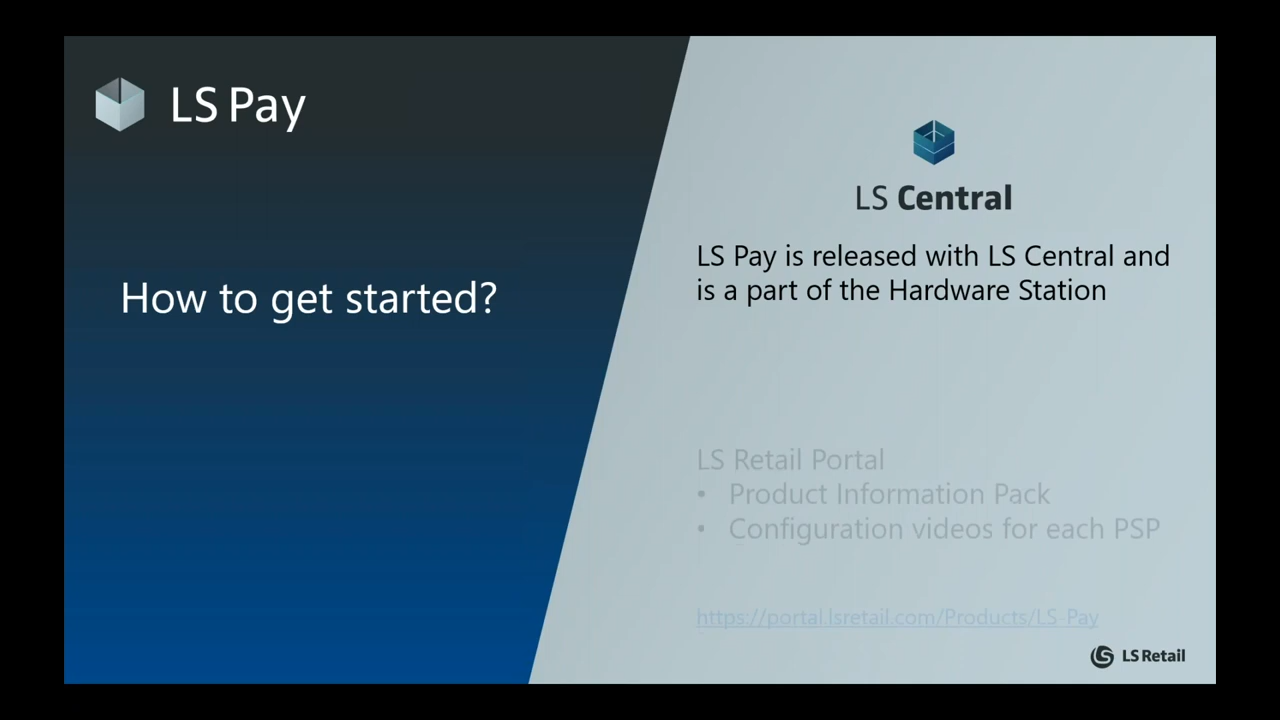 LS Pay
How to get started?
LS Central
LS Pay is released with LS Central and
is a part of the Hardware Station
LS Retail Portal
• Product Information Pack
• Configuration videos for each PSP
https://portal.lsretail.com/Products/LS-Pay
LS Retail